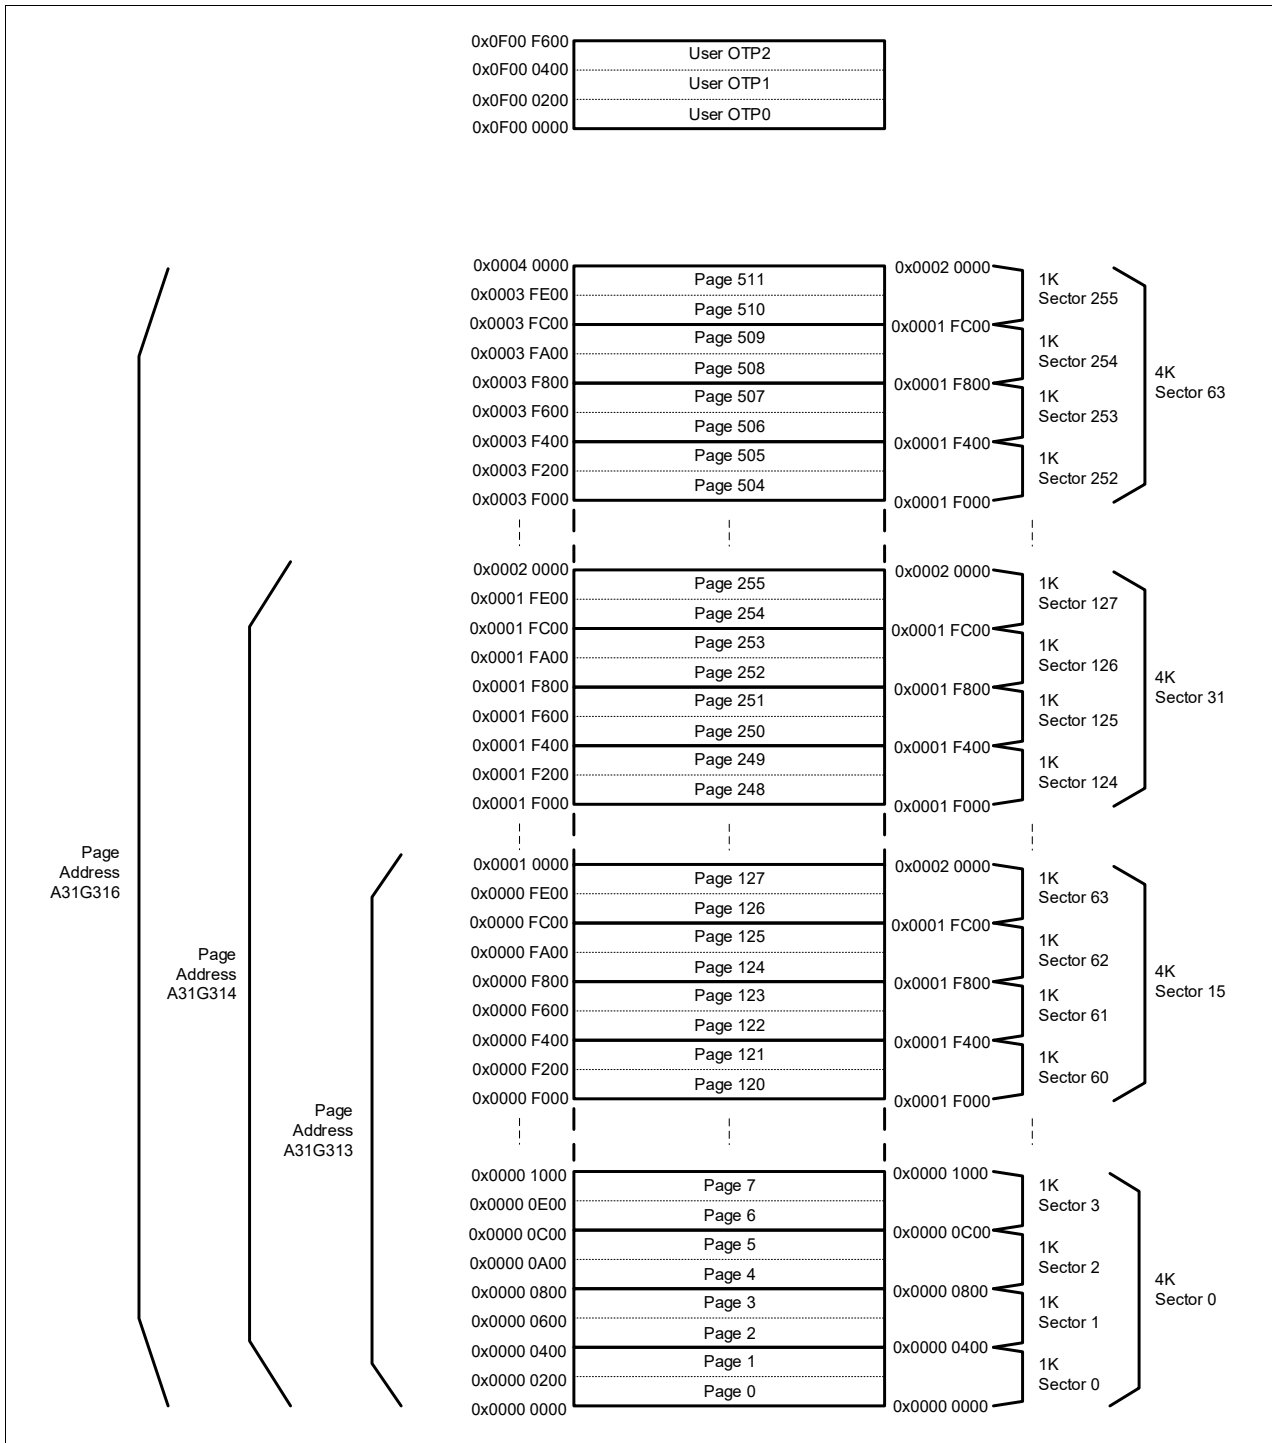 0x0F00 F600
User OTP2
0x0F00 0400
User OTP1
0x0F00 0200
User OTP0
0x0F00 0000
0x0004 0000
Page 511
0x0003 FE00
Page 510
0x0003 FC00
Page 509
0x0003 FA00
Page 508
0x0003 F800
Page 507
0x0003 F600
Page 506
0x0003 F400
Page 505
0x0003 F200
Page 504
0x0003 F000
0x0002 0000
1K
Sector 255
0x0001 FC00
1K
Sector 254
0x0001 F800
1K
Sector 253
0x0001 F400
1K
Sector 252
0x0001 F000
4K
Sector 63
0x0002 0000
Page 255
0x0001 FE00
Page 254
0x0001 FC00
Page 253
0x0001 FA00
Page 252
0x0001 F800
Page 251
0x0001 F600
Page 250
0x0001 F400
Page 249
0x0001 F200
Page 248
0x0001 F000
0x0002 0000
1K
Sector 127
0x0001 FC00
1K
Sector 126
0x0001 F800
1K
Sector 125
0x0001 F400
1K
Sector 124
0x0001 F000
4K
Sector 31
Page
Address
A31G316
Page
Address
A31G314
Page
Address
A31G313
0x0001 0000
Page 127
0x0000 FE00
Page 126
0x0000 FC00
Page 125
0x0000 FA00
Page 124
0x0000 F800
Page 123
0x0000 F600
Page 122
0x0000 F400
Page 121
0x0000 F200
Page 120
0x0000 F000
0x0002 0000
1K
Sector 63
0x0001 FC00
1K
Sector 62
0x0001 F800
1K
Sector 61
0x0001 F400
1K
Sector 60
0x0001 F000
4K
Sector 15
0x0000 1000
Page 7
0x0000 0E00
Page 6
0x0000 0C00
Page 5
0x0000 0A00
Page 4
0x0000 0800
Page 3
0x0000 0600
Page 2
0x0000 0400
Page 1
0x0000 0200
Page 0
0x0000 0000
0x0000 1000
1K
Sector 3
0x0000 0C00
1K
Sector 2
0x0000 0800
1K
Sector 1
0x0000 0400
1K
Sector 0
0x0000 0000
4K
Sector 0